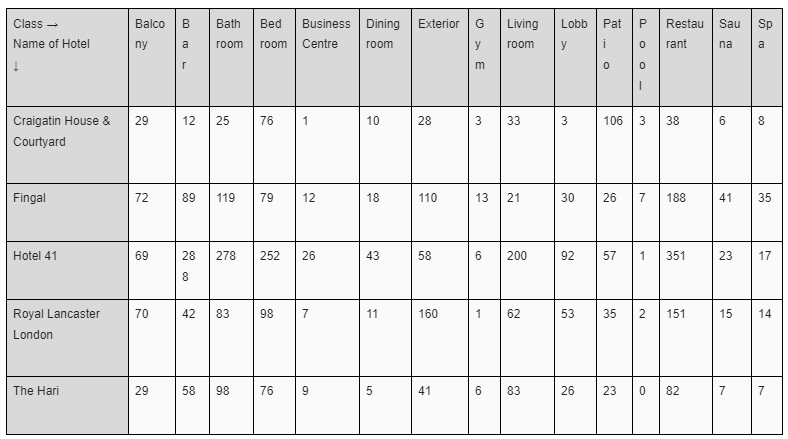 Class → Balcony Bar Bathroom Bedroom Business Centre Dining room Exterior Gym Living room Lobby Patio Pool Restaurant Sauna Spa
Name of Hotel
↓
Craigatin House & Courtyard 29 12 25 76 1 10 28 3 33 3 106 3 38 6 8
Fingal 72 89 119 79 12 18 110 13 21 30 26 7 188 41 35
Hotel 41 69 288 278 252 26 43 58 6 200 92 57 1 351 23 17
Royal Lancaster London 70 42 83 98 7 11 160 1 62 53 35 2 151 15 14
The Hari 29 58 98 76 9 5 41 6 83 26 23 0 82 7 7